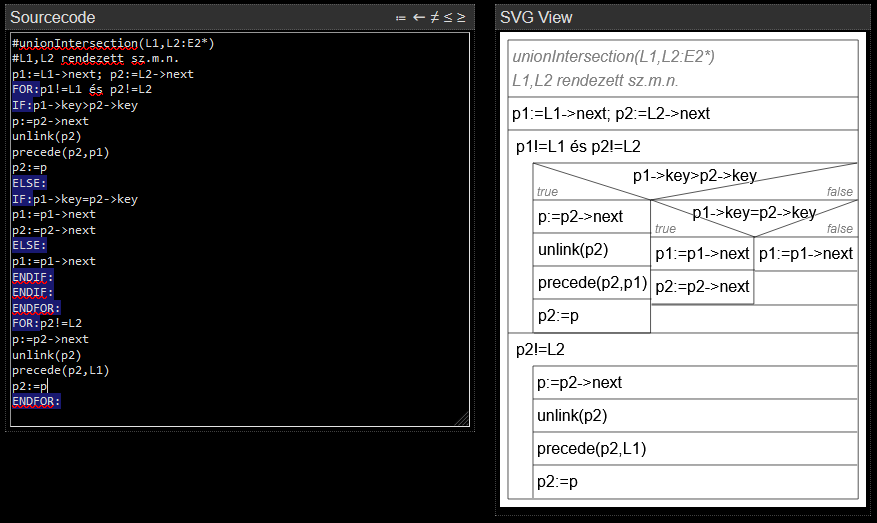 Sourcecode
≔ ← ≠ ≤ ≥
#unionIntersection(L1,L2:E2*)
#L1,L2 rendezett sz.m.n.
p1:=L1->next; p2:=L2->next
FOR:p1!=L1 és p2!=L2
IF:p1->key>p2->key
p:=p2->next
unlink(p2)
precede(p2,p1)
p2:=p
ELSE:
IF:p1->key=p2->key
p1:=p1->next
p2:=p2->next
ELSE:
p1:=p1->next
ENDIF:
ENDIF:
ENDFOR:
FOR:p2!=L2
p:=p2->next
unlink(p2)
precede(p2,L1)
p2:=p
ENDFOR:
SVG View
unionIntersection(L1,L2:E2*)
L1,L2 rendezett sz.m.n.
p1:=L1->next; p2:=L2->next
p1!=L1 és p2!=L2
p1->key>p2->key
true
false
p:=p2->next
unlink(p2)
precede(p2,p1)
p2:=p
p1->key=p2->key
true
false
p1:=p1->next
p2:=p2->next
p1:=p1->next
p2!=L2
p:=p2->next
unlink(p2)
precede(p2,L1)
p2:=p